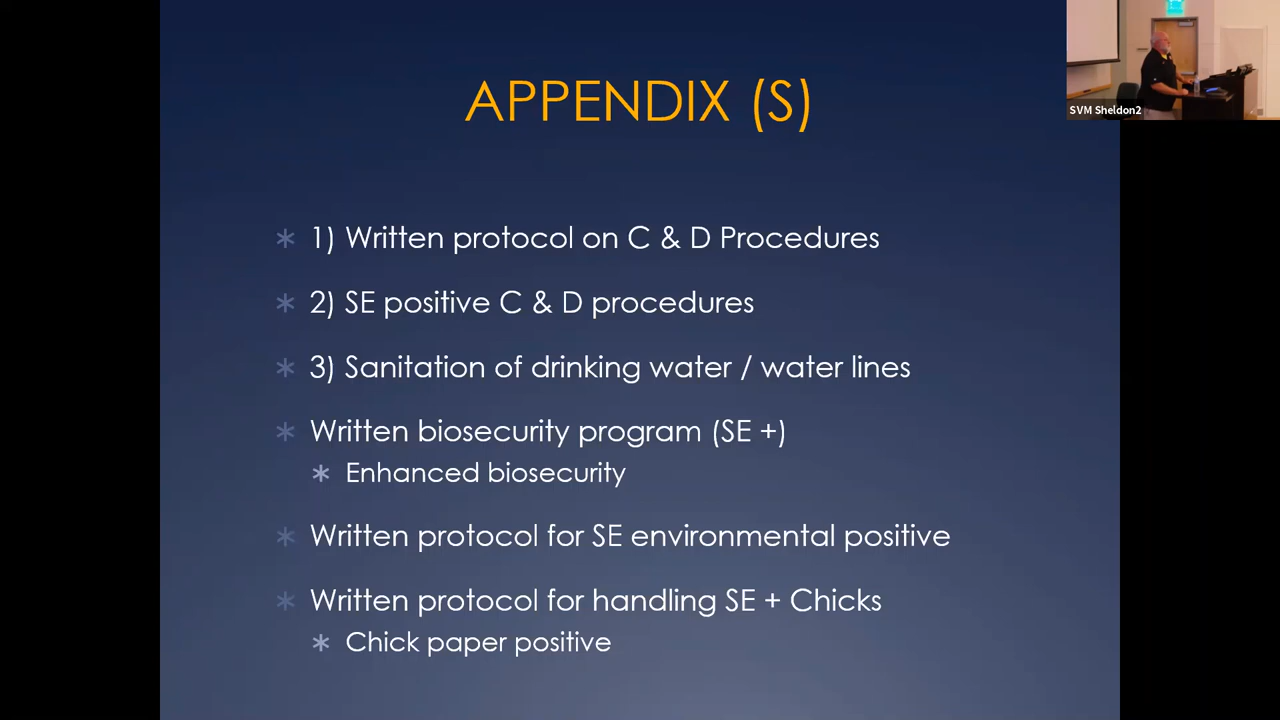 APPENDIX (S)
SVM Sheldon2
1) Written protocol on C & D Procedures
2) SE positive C & D procedures
3) Sanitation of drinking water / water lines
Written biosecurity program (SE +)
Enhanced biosecurity
Written protocol for SE environmental positive
Written protocol for handling SE + Chicks
Chick paper positive